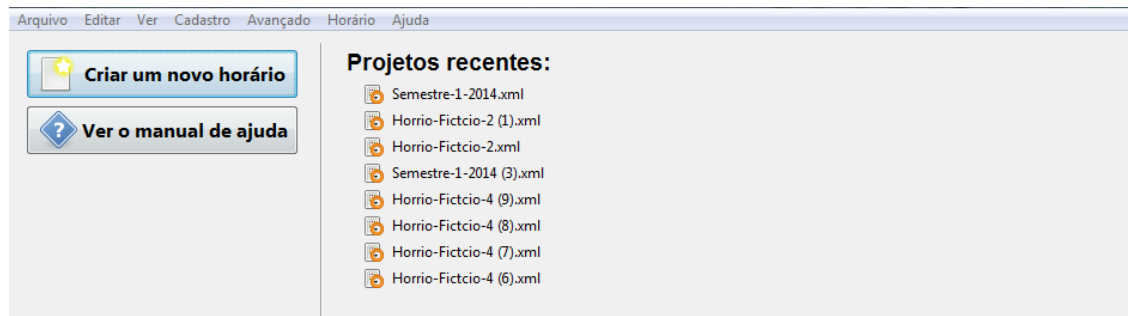 Arquivo Editar Ver Cadastro Avançado Horário Ajuda
Criar um novo horário
Ver o manual de ajuda
Projetos recentes:
Semestre-1-2014.xml
Horrio-Fictcio-2 (1).xml
Horrio-Fictcio-2.xml
Semestre-1-2014 (3).xml
Horrio-Fictcio-4 (9).xml
Horrio-Fictcio-4 (8).xml
Horrio-Fictcio-4 (7).xml
Horrio-Fictcio-4 (6).xml